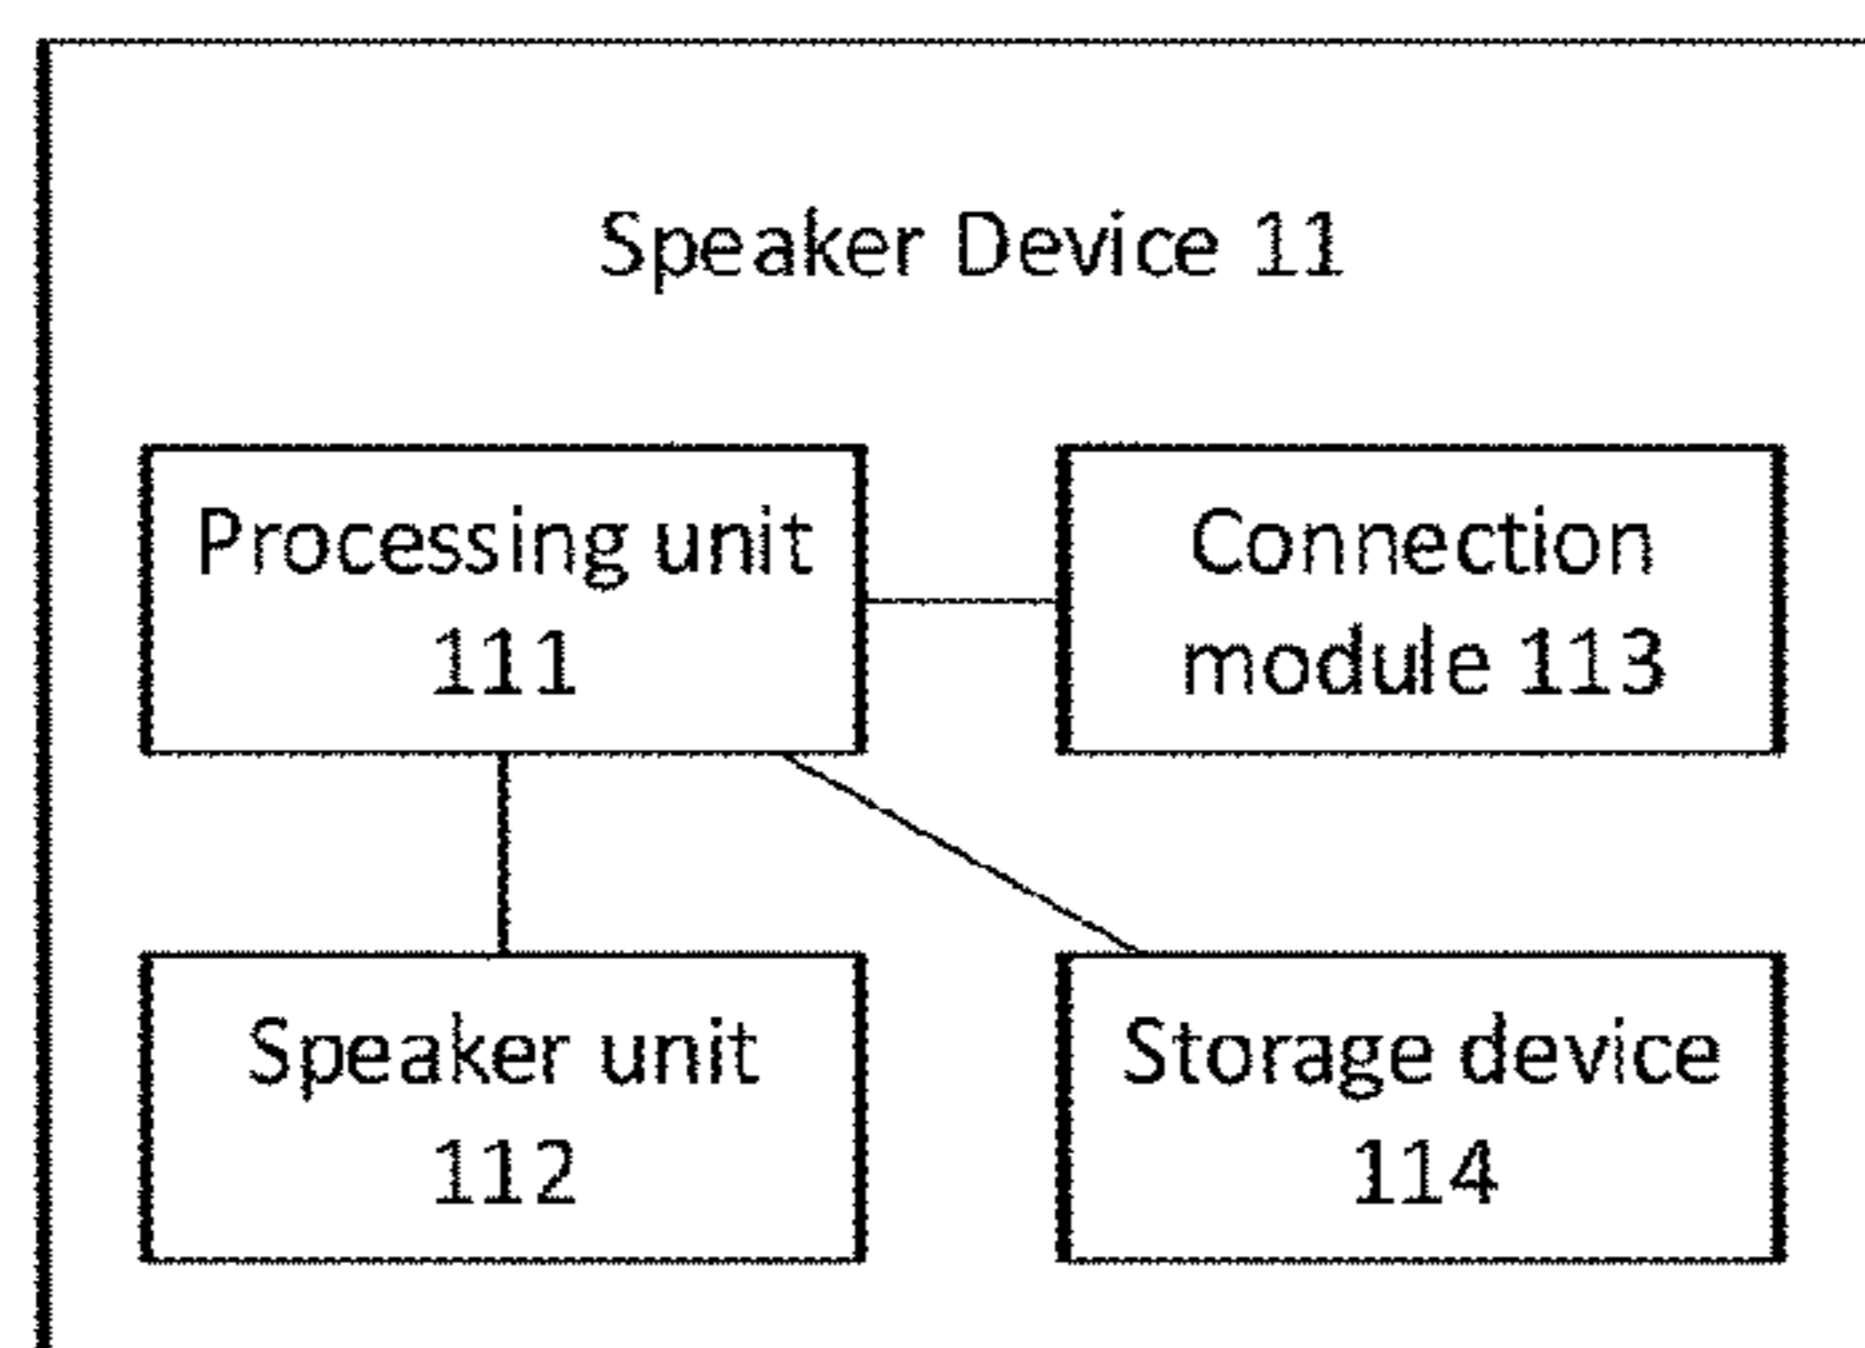 Speaker Device 11
Processing unit
111
Connection
module 113
Speaker unit
112
Storage device
114